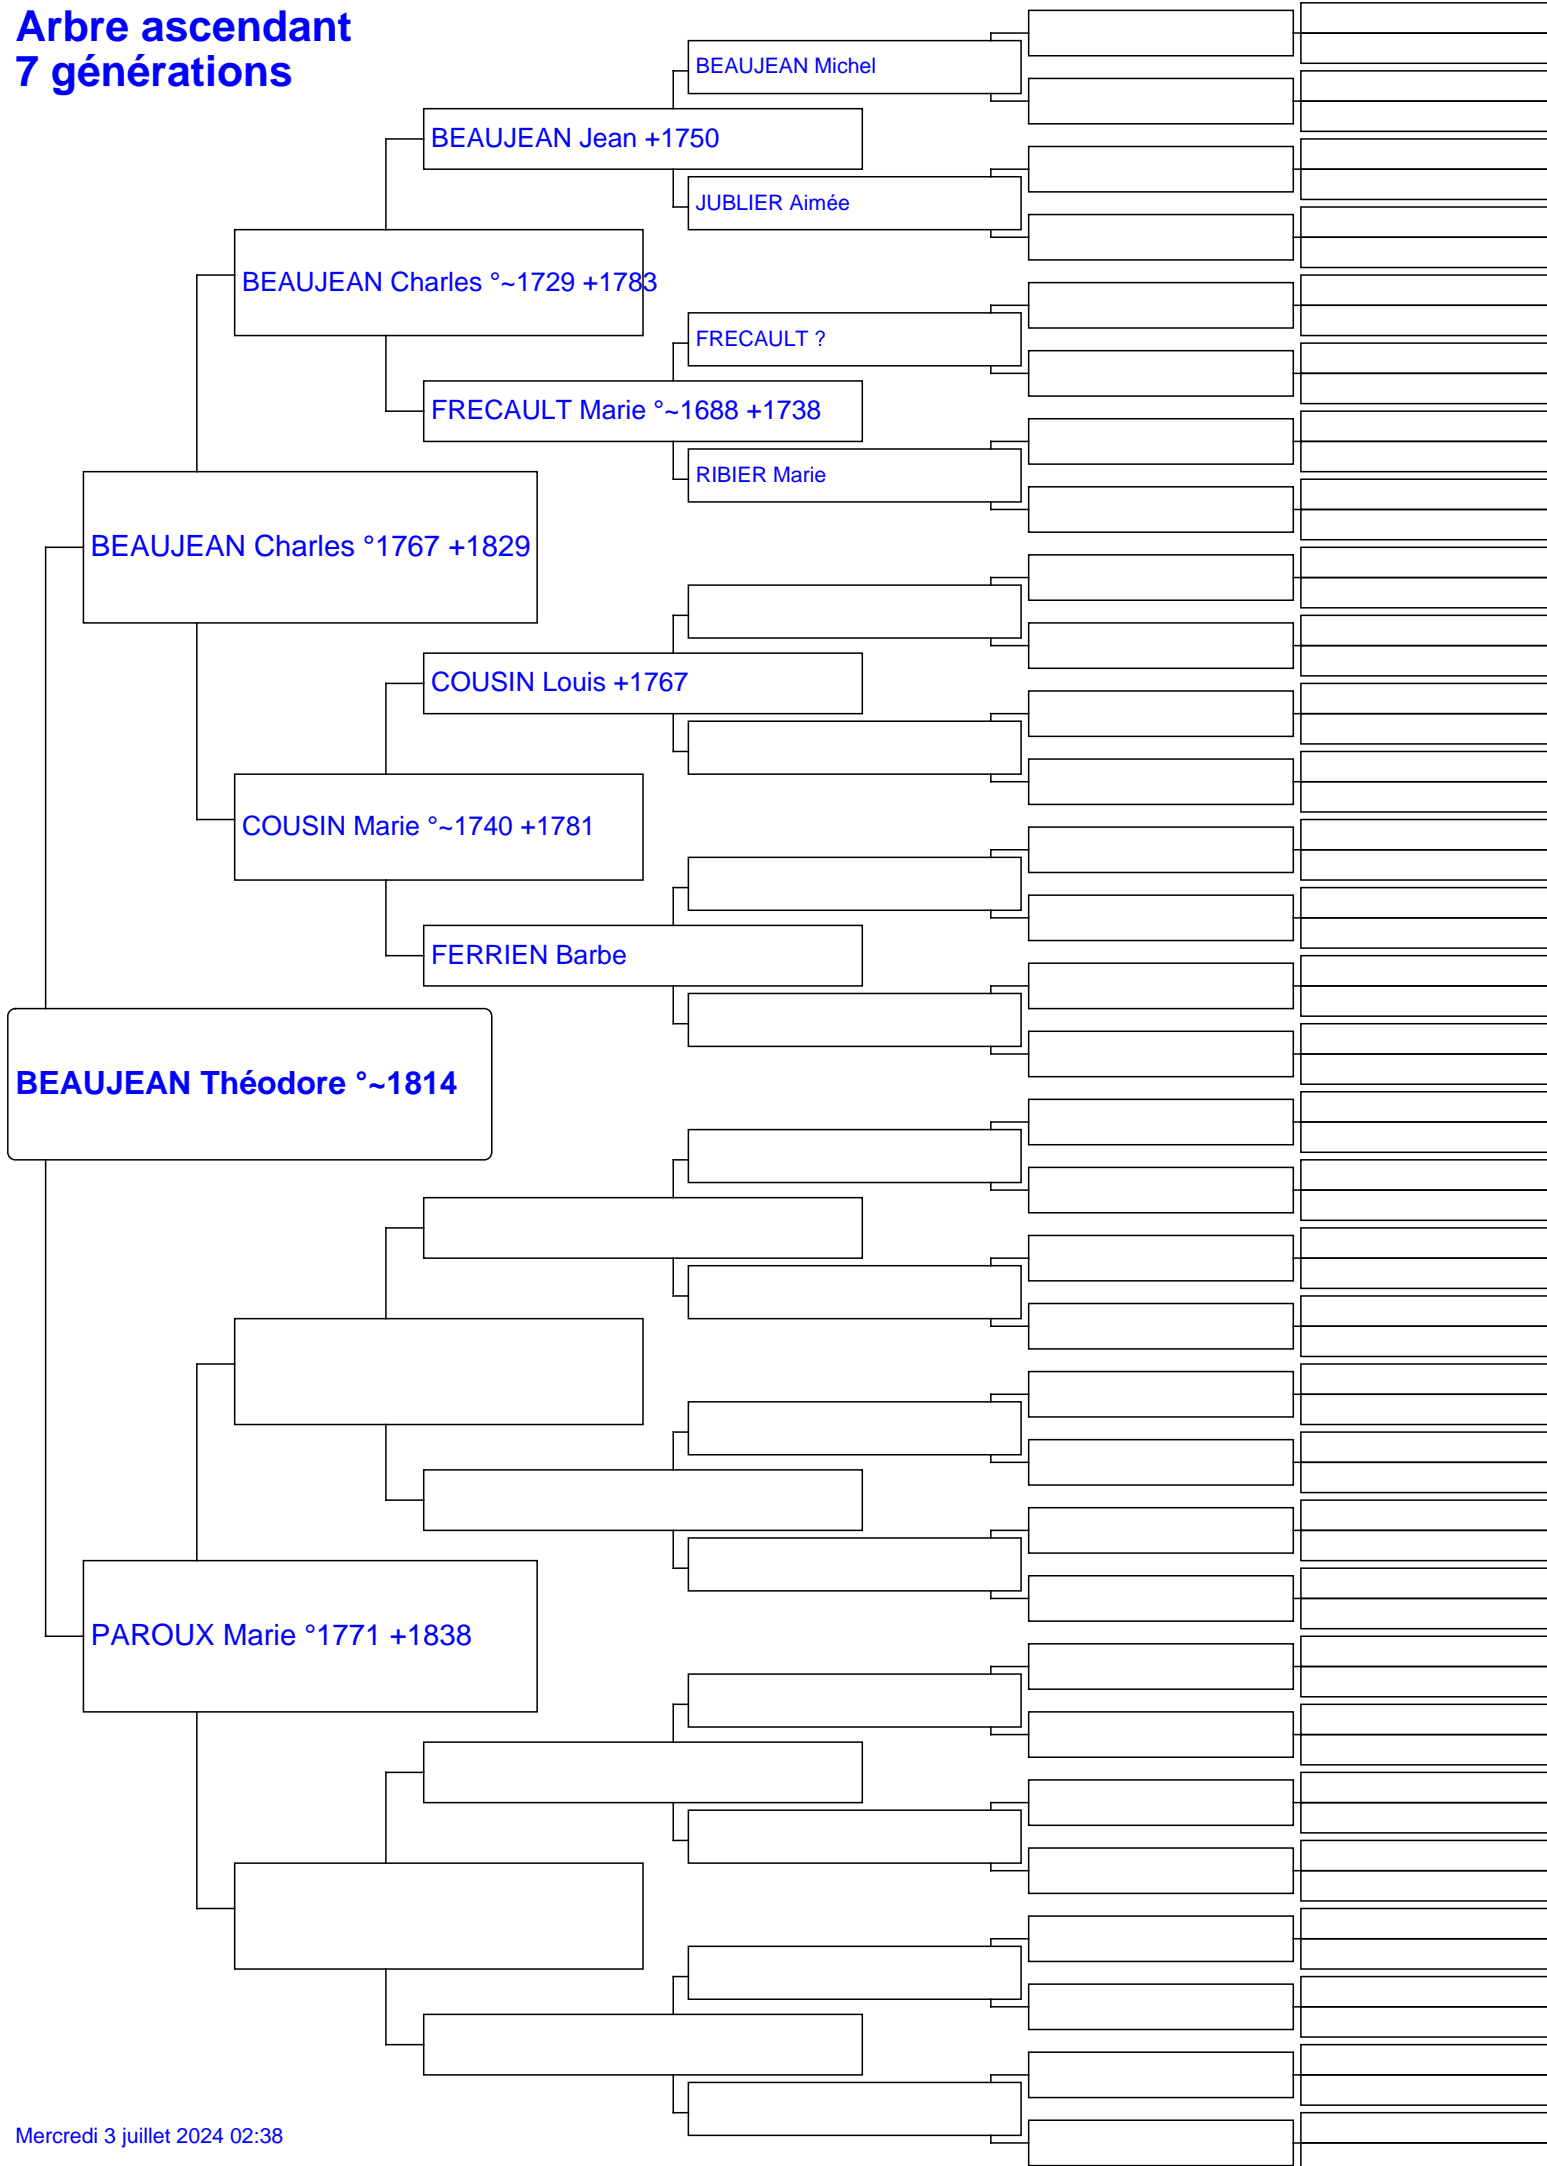 Arbre ascendant
7 générations
BEAUJEAN Michel
BEAUJEAN Jean +1750
JUBLIER Aimée
BEAUJEAN Charles °~1729 +1783
FRECAULT ?
FRECAULT Marie °~1688 +1738
RIBIER Marie
BEAUJEAN Charles °1767 +1829
COUSIN Louis +1767
COUSIN Marie °~1740 +1781
FERRIEN Barbe
BEAUJEAN Théodore °~1814
PAROUX Marie °1771 +1838
Mercredi 3 juillet 2024 02:38